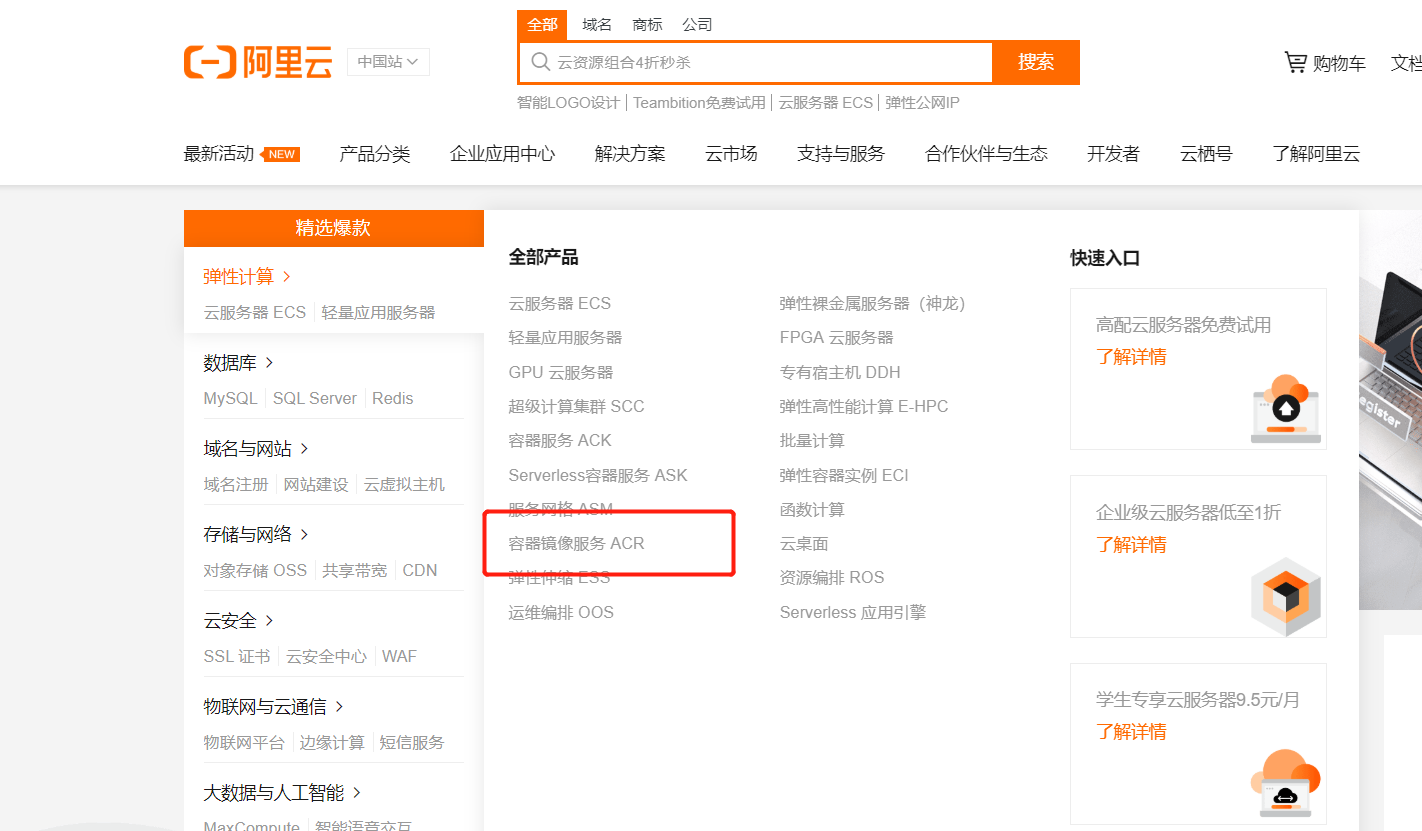 全部 域名 商标 公司
阿里云 中国站
云资源组合4折秒杀 搜索
购物车 文档
智能LOGO设计 Teambition免费试用 云服务器 ECS 弹性公网IP
最新活动 NEW 产品分类 企业应用中心 解决方案 云市场 支持与服务 合作伙伴与生态 开发者 云栖号 了解阿里云
精选爆款
弹性计算
云服务器 ECS 轻量应用服务器
数据库
MySQL SQL Server Redis
域名与网站
域名注册 网站建设 云虚拟主机
存储与网络
对象存储 OSS 共享带宽 CDN
云安全
SSL 证书 云安全中心 WAF
物联网与云通信
物联网平台 边缘计算 短信服务
大数据与人工智能
MaxCompute 智能语音交互
全部产品
云服务器 ECS
轻量应用服务器
GPU 云服务器
超级计算集群 SCC
容器服务 ACK
Serverless容器服务 ASK
服务网格 ASM
容器镜像服务 ACR
弹性伸缩 ESS
运维编排 OOS
弹性裸金属服务器（神龙）
FPGA 云服务器
专有宿主机 DDH
弹性高性能计算 E-HPC
批量计算
弹性容器实例 ECI
函数计算
云桌面
资源编排 ROS
Serverless 应用引擎
快速入口
高配云服务器免费试用
了解详情
企业级云服务器低至1折
了解详情
学生专享云服务器9.5元/月
了解详情
egister